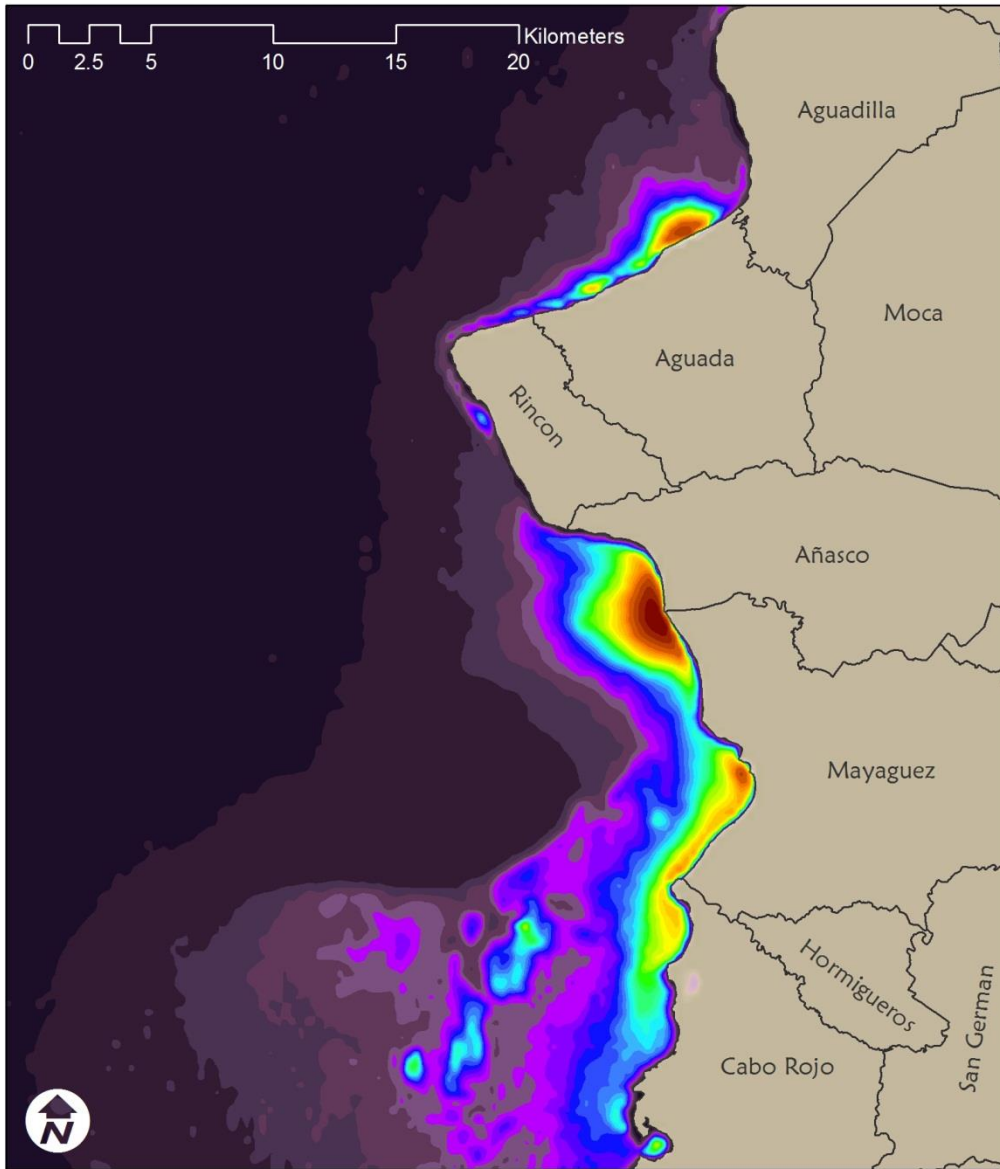 Kilometers
0 2.5 5 10 15 20
Aguadilla
Moca
Aguada
Rincon
Añasco
Mayaguez
Hormigueros
San German
Cabo Rojo
N